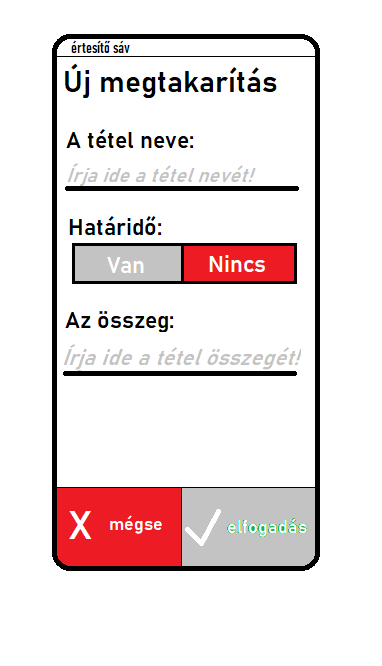 értesítő sáv
Új megtakarítás
A tétel neve:
Írja ide a tétel nevét!
Határidő:
Van Nincs
Az összeg:
Írja ide a tétel összegét!
X mégse elfogadás